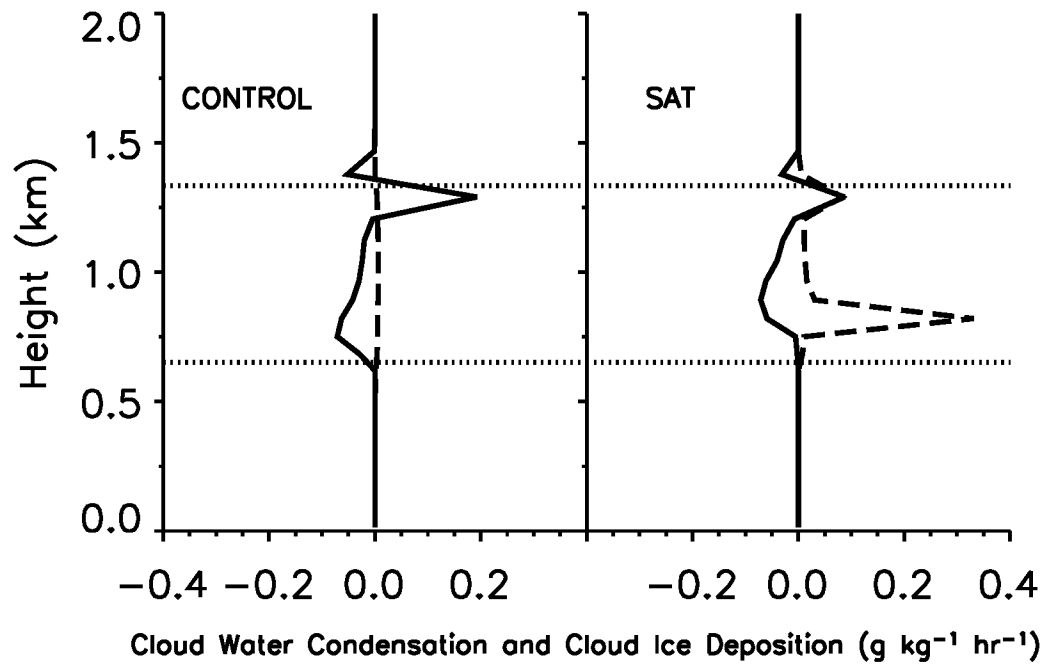 2.0
CONTROL
SAT
1.5
Height (km)
1.0
0.5
0.0
−0.4 −0.2 0.0 0.2 −0.2 0.0 0.2 0.4
Cloud Water Condensation and Cloud Ice Deposition (g kg⁻¹ hr⁻¹)